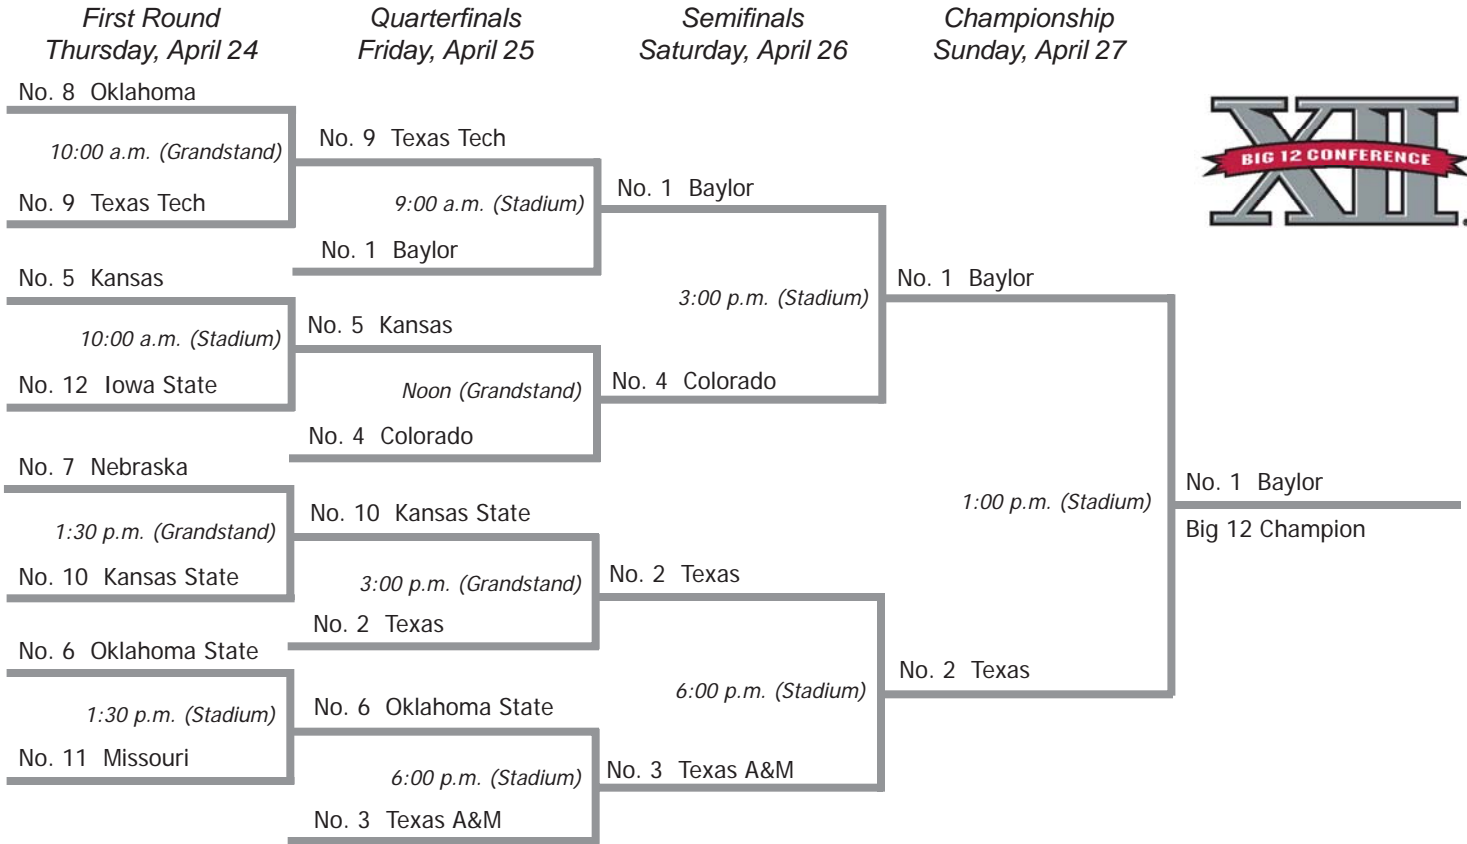 First Round
Thursday, April 24
Quarterfinals
Friday, April 25
Semifinals
Saturday, April 26
Championship
Sunday, April 27
No. 8 Oklahoma
10:00 a.m. (Grandstand)
No. 9 Texas Tech
No. 5 Kansas
10:00 a.m. (Stadium)
No. 12 Iowa State
No. 7 Nebraska
1:30 p.m. (Grandstand)
No. 10 Kansas State
No. 6 Oklahoma State
1:30 p.m. (Stadium)
No. 11 Missouri
No. 9 Texas Tech
9:00 a.m. (Stadium)
No. 1 Baylor
No. 5 Kansas
Noon (Grandstand)
No. 4 Colorado
No. 10 Kansas State
3:00 p.m. (Grandstand)
No. 2 Texas
No. 6 Oklahoma State
6:00 p.m. (Stadium)
No. 3 Texas A&M
No. 1 Baylor
3:00 p.m. (Stadium)
No. 4 Colorado
No. 2 Texas
6:00 p.m. (Stadium)
No. 3 Texas A&M
No. 1 Baylor
1:00 p.m. (Stadium)
No. 2 Texas
No. 1 Baylor
Big 12 Champion
XII
BIG 12 CONFERENCE